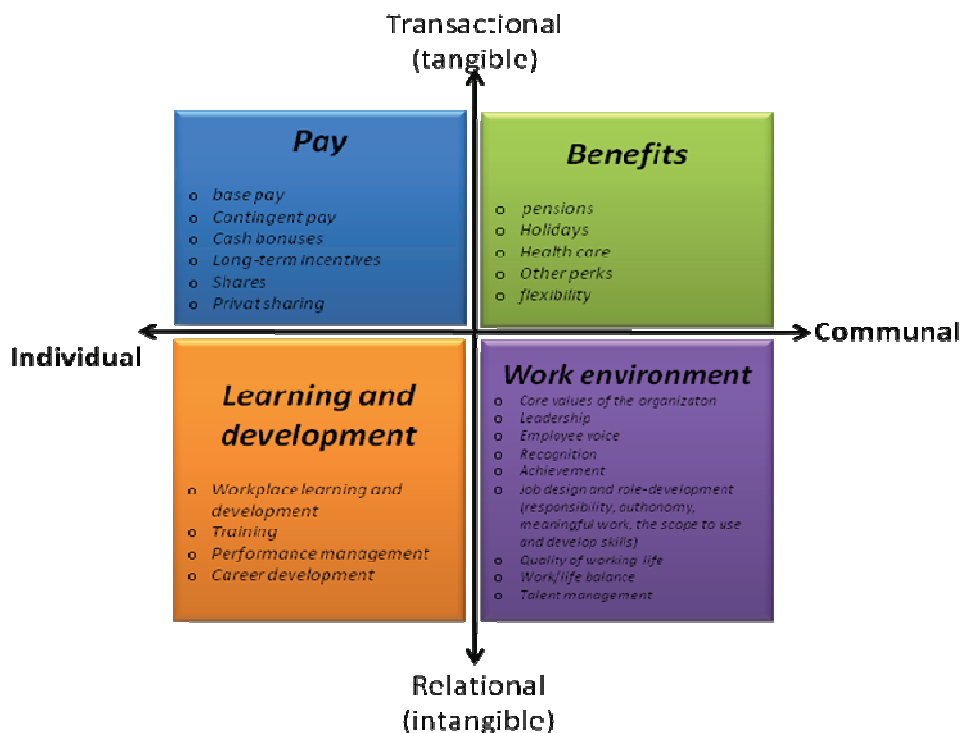 Transactional
(tangible)
Pay
o base pay
o Contingent pay
o Cash bonuses
o Long-term incentives
o Shares
o Privat sharing
Benefits
o pensions
o Holidays
o Health care
o Other perks
o flexibility
Individual
Communal
Learning and
development
o Workplace learning and
development
o Training
o Performance management
o Career development
Work environment
o Core values of the organizaton
o Leadership
o Employee voice
o Recognition
o Achievement
o Job design and role-development
(responsibility, authonomy,
meaningful work, the scope to use
and develop skills)
o Quality of working life
o Work/life balance
o Talent management
Relational
(intangible)